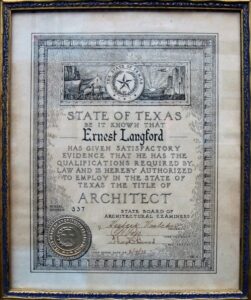 STATE OF TEXAS
BE IT KNOWN THAT
Ernest Langford
HAS GIVEN SATISFACTORY
EVIDENCE THAT HE HAS THE
QUALIFICATIONS REQUIRED BY
LAW AND IS HEREBY AUTHORIZED
TO EMPLOY IN THE STATE OF
TEXAS THE TITLE OF
ARCHITECT
337
STATE BOARD OF
ARCHITECTURAL EXAMINERS